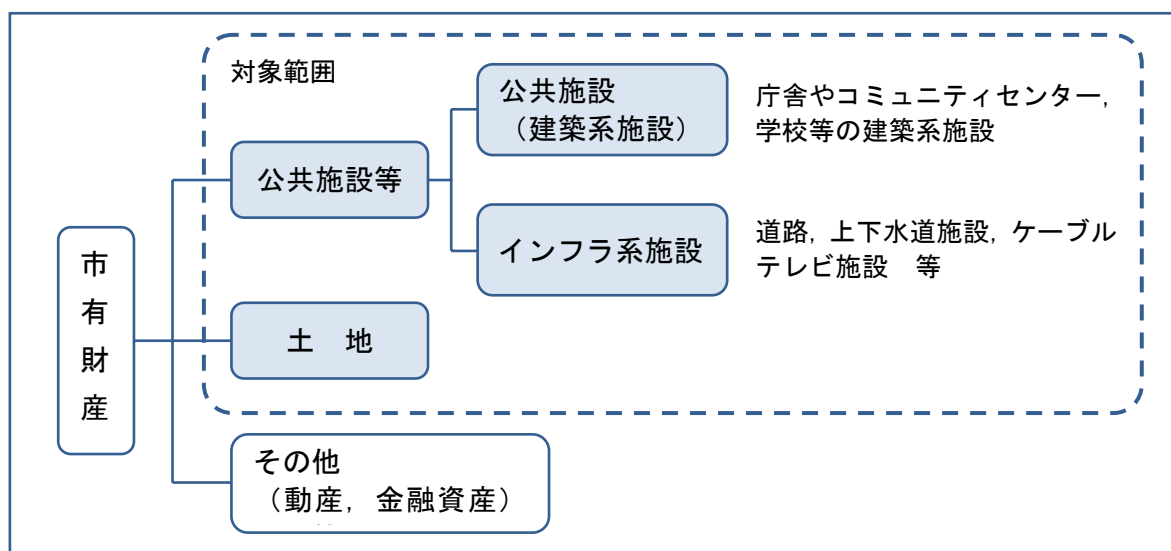 対象範囲
公共施設
（建築系施設）
庁舎やコミュニティセンター，
学校等の建築系施設
公共施設等
インフラ系施設
道路，上下水道施設，ケーブル
テレビ施設　等
市有財産
土　地
その他
（動産，金融資産）